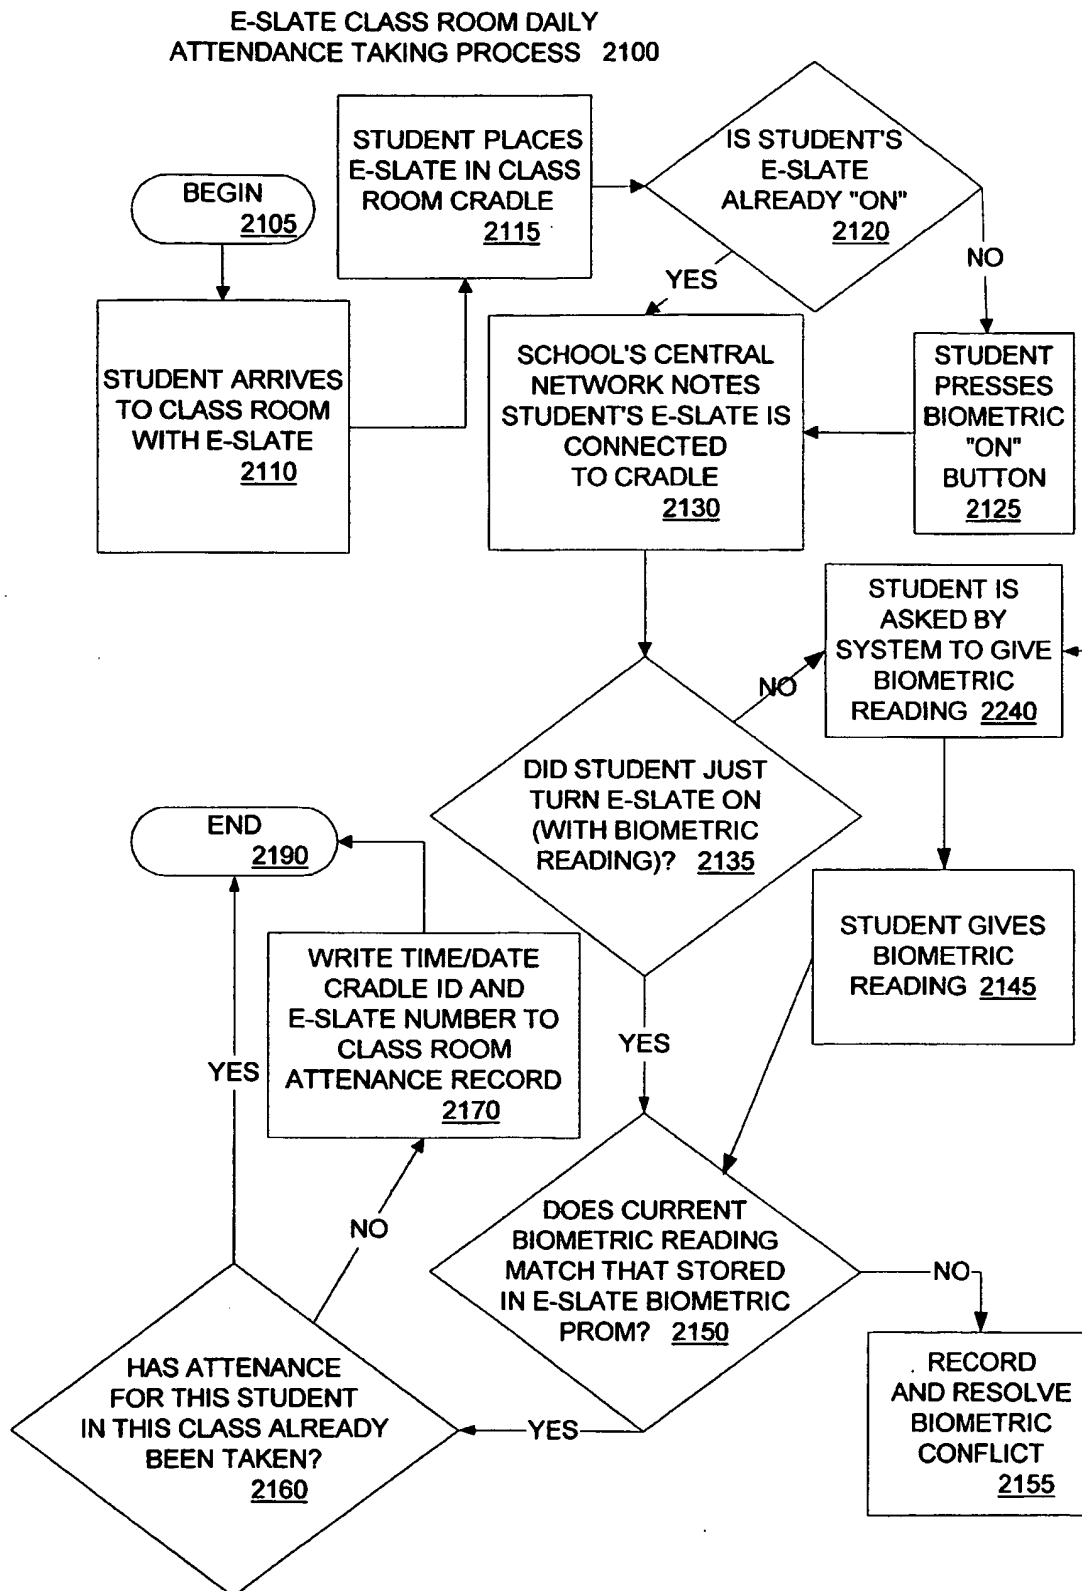 E-SLATE CLASS ROOM DAILY
ATTENDANCE TAKING PROCESS 2100
BEGIN
2105
STUDENT ARRIVES
TO CLASS ROOM
WITH E-SLATE
2110
STUDENT PLACES
E-SLATE IN CLASS
ROOM CRADLE
2115
IS STUDENT'S
E-SLATE
ALREADY "ON"
2120
YES
NO
STUDENT
PRESSES
BIOMETRIC
"ON"
BUTTON
2125
SCHOOL'S CENTRAL
NETWORK NOTES
STUDENT'S E-SLATE IS
CONNECTED
TO CRADLE
2130
DID STUDENT JUST
TURN E-SLATE ON
(WITH BIOMETRIC
READING)? 2135
NO
STUDENT IS
ASKED BY
SYSTEM TO GIVE
BIOMETRIC
READING 2240
STUDENT GIVES
BIOMETRIC
READING 2145
YES
DOES CURRENT
BIOMETRIC READING
MATCH THAT STORED
IN E-SLATE BIOMETRIC
PROM? 2150
NO
RECORD
AND RESOLVE
BIOMETRIC
CONFLICT
2155
YES
HAS ATTENANCE
FOR THIS STUDENT
IN THIS CLASS ALREADY
BEEN TAKEN?
2160
NO
WRITE TIME/DATE
CRADLE ID AND
E-SLATE NUMBER TO
CLASS ROOM
ATTENANCE RECORD
2170
YES
END
2190